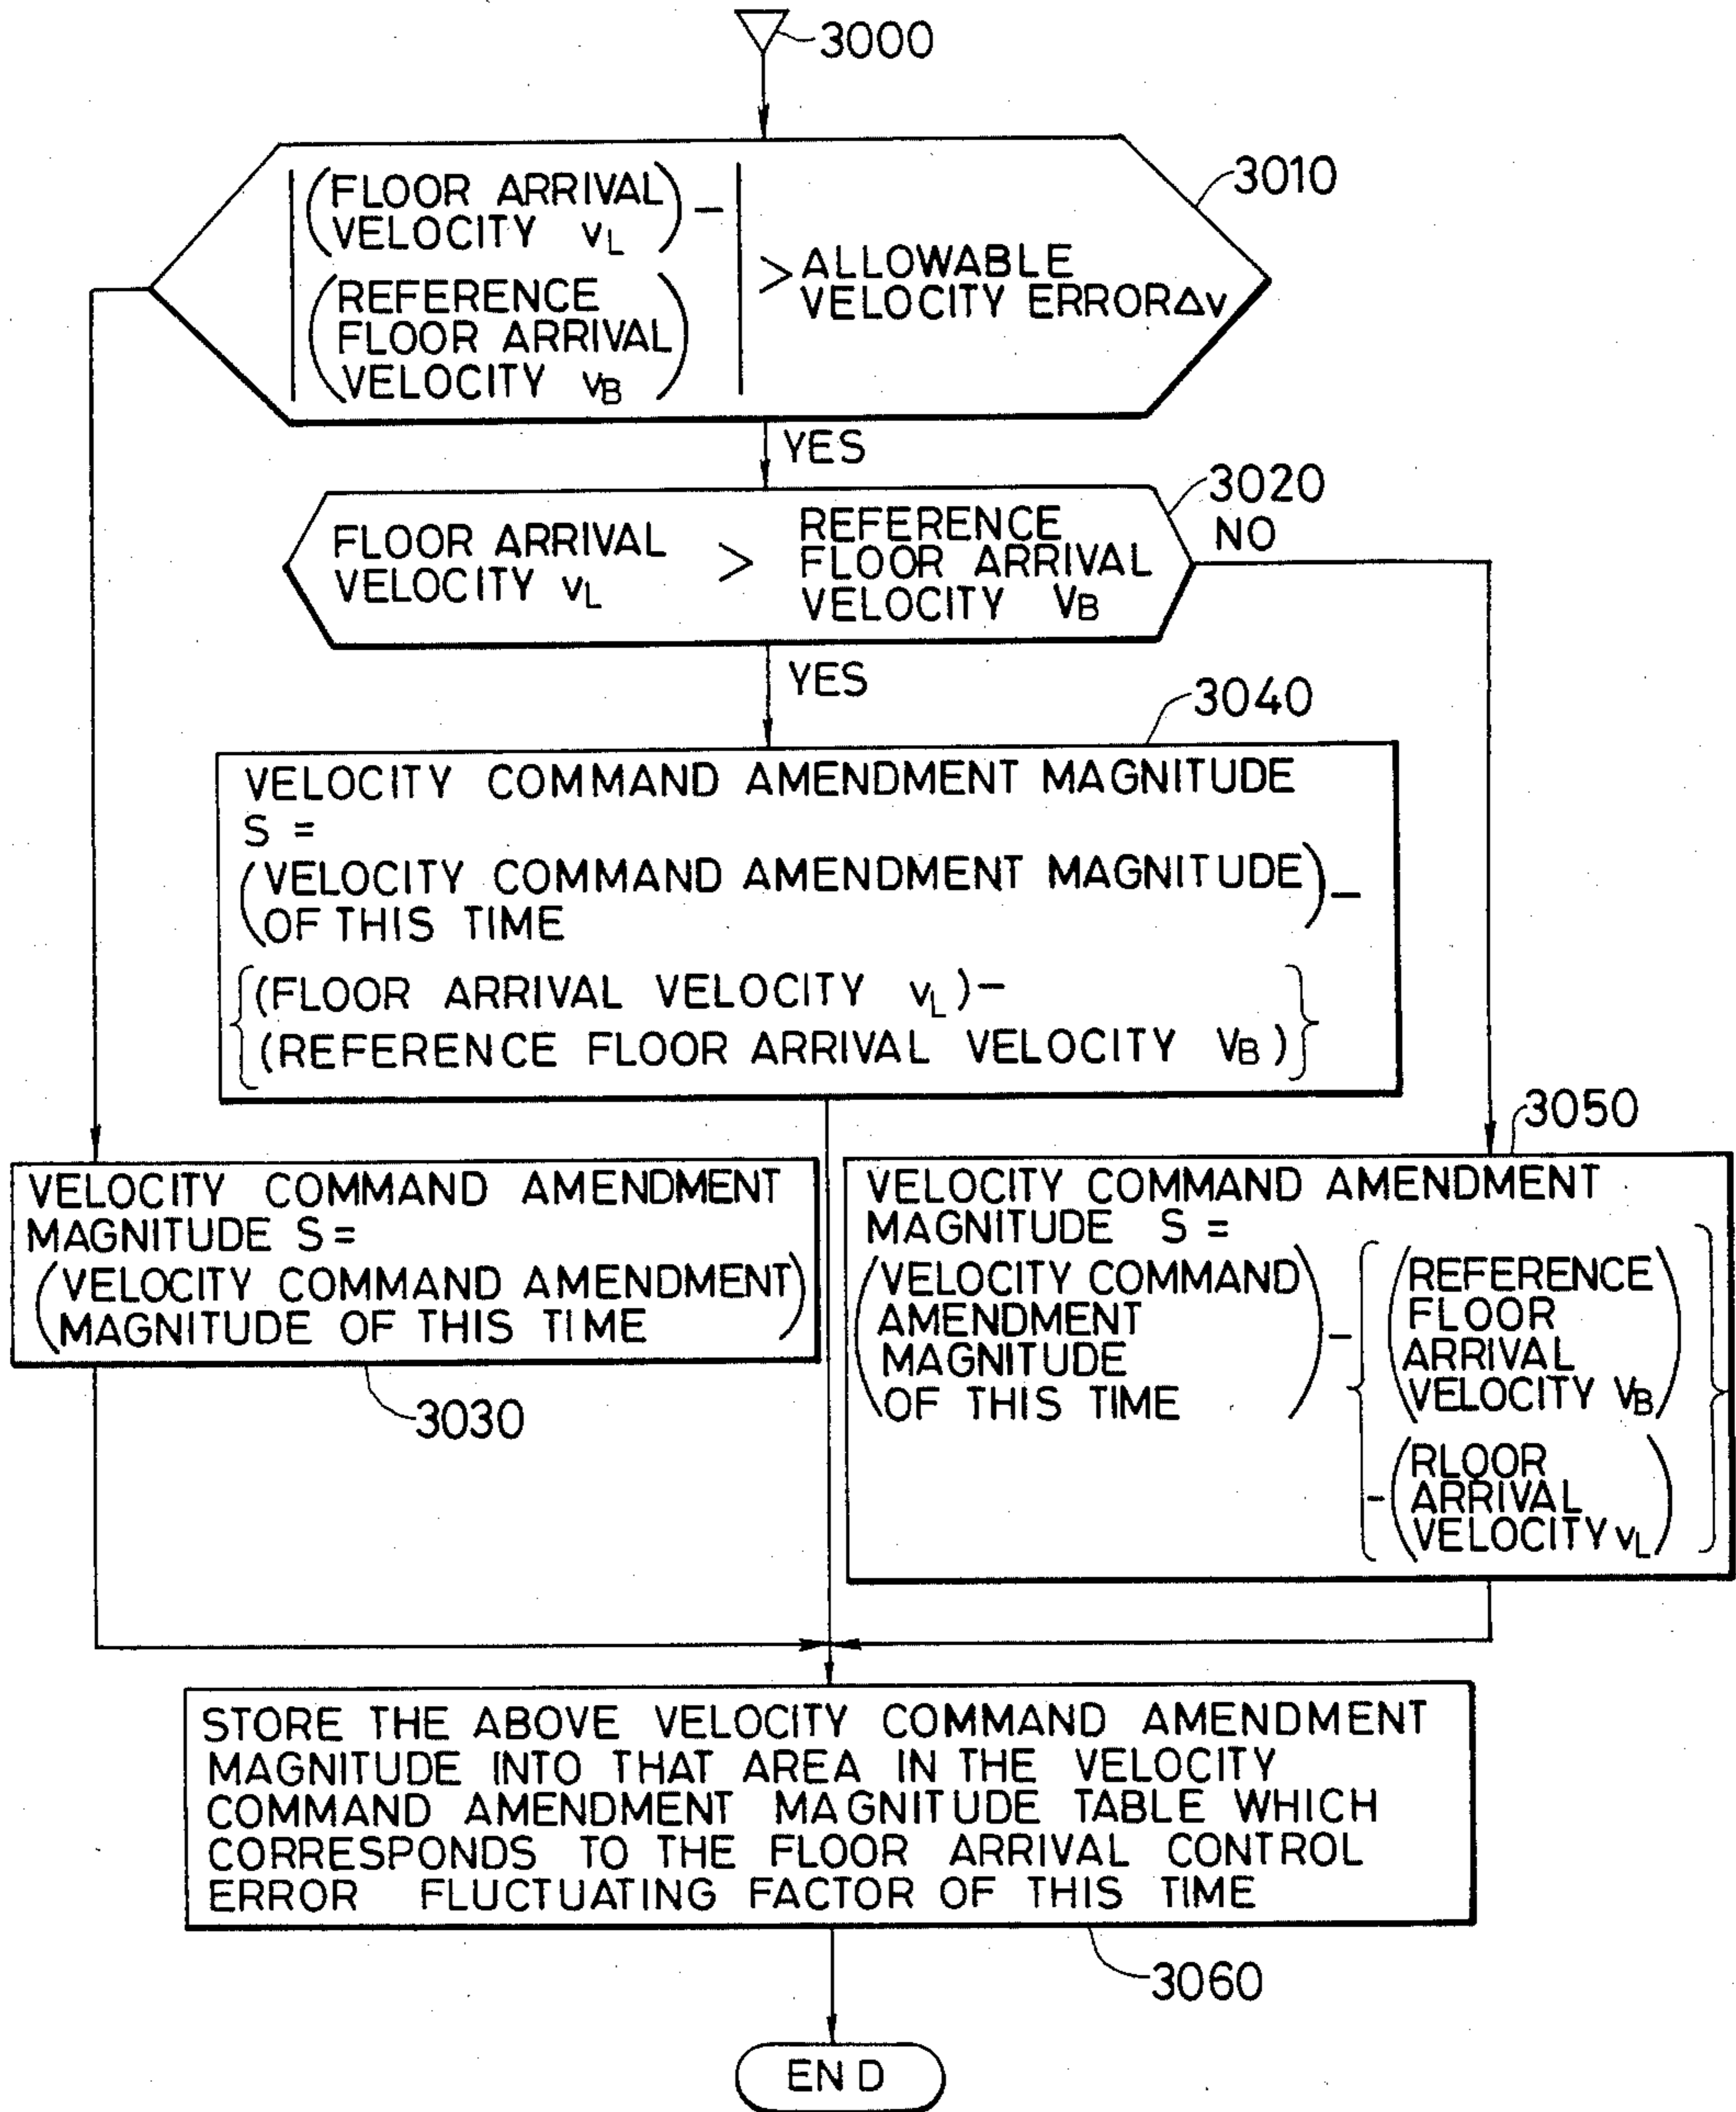 3000
3010
(FLOOR ARRIVAL
VELOCITY vL) -
(REFERENCE
FLOOR ARRIVAL
VELOCITY vB)
> ALLOWABLE
VELOCITY ERROR Δv
YES
3020
FLOOR ARRIVAL
VELOCITY vL
>
REFERENCE
FLOOR ARRIVAL
VELOCITY VB
NO
YES
3040
VELOCITY COMMAND AMENDMENT MAGNITUDE
S =
(VELOCITY COMMAND AMENDMENT MAGNITUDE
OF THIS TIME) -
{(FLOOR ARRIVAL VELOCITY vL) -
(REFERENCE FLOOR ARRIVAL VELOCITY VB)}
3050
VELOCITY COMMAND AMENDMENT
MAGNITUDE S =
(VELOCITY COMMAND AMENDMENT
MAGNITUDE OF THIS TIME)
3030
VELOCITY COMMAND AMENDMENT
MAGNITUDE S =
(VELOCITY COMMAND
AMENDMENT
MAGNITUDE
OF THIS TIME) -
{(REFERENCE
FLOOR
ARRIVAL
VELOCITY VB)
-(RLOOR
ARRIVAL
VELOCITY vL)}
STORE THE ABOVE VELOCITY COMMAND AMENDMENT
MAGNITUDE INTO THAT AREA IN THE VELOCITY
COMMAND AMENDMENT MAGNITUDE TABLE WHICH
CORRESPONDS TO THE FLOOR ARRIVAL CONTROL
ERROR FLUCTUATING FACTOR OF THIS TIME
3060
END